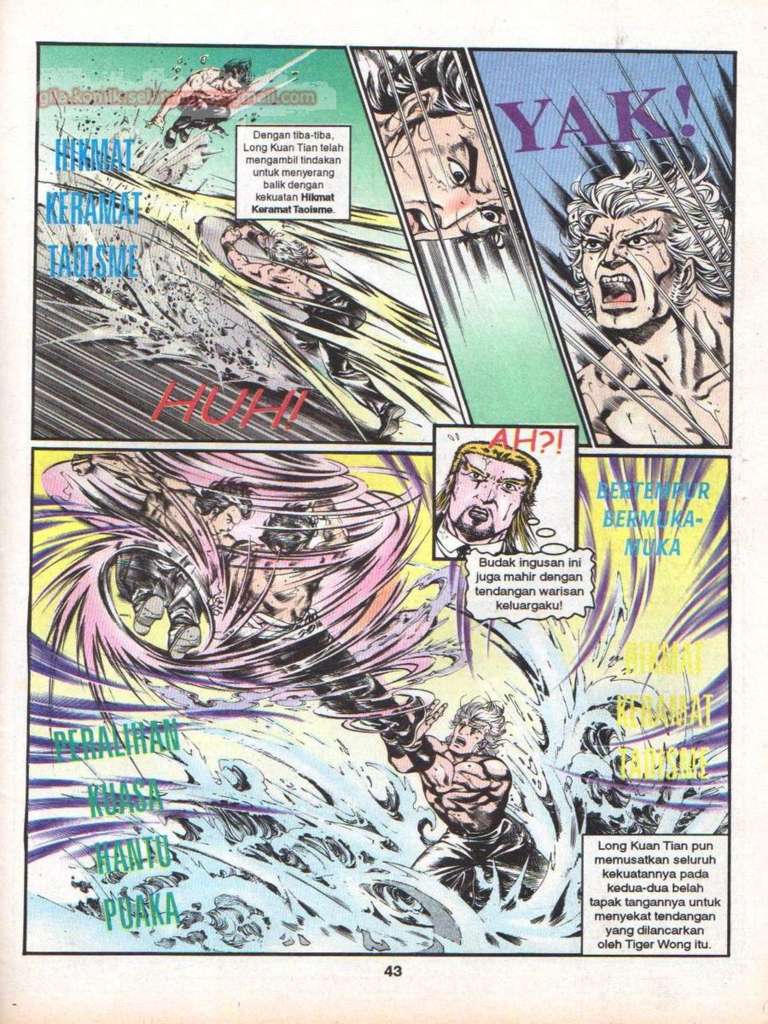 HIKMAT
KERAMAT
TAOISME
Dengan tiba-tiba,
Long Kuan Tian telah
mengambil tindakan
untuk menyerang
balik dengan
kekuatan Hikmat
Keramat Taoisme.
HUH!
YAK!
AH?!
Budak ingusan ini
juga mahir dengan
tendangan warisan
keluargaku!
BERTEMPUR
BERMUKA-
MUKA
HIKMAT
KERAMAT
TAOISME
PERALIHAN
KUASA
HANTU
PUAKA
Long Kuan Tian pun
memusatkan seluruh
kekuatannya pada
kedua-dua belah
tapak tangannya untuk
menyekat tendangan
yang dilancarkan
oleh Tiger Wong itu.
43